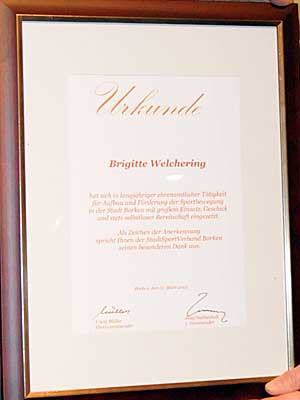 Urkunde
Brigitte Welchering
hat sich in langjähriger ehrenamtlicher Tätigkeit
für Aufbau und Förderung der Sportbewegung
in der Stadt Borken mit großem Einsatz, Geschick
und stets selbstloser Bereitschaft eingesetzt.
Als Zeichen der Anerkennung
spricht Ihnen der StadtSportVerband Borken
seinen besonderen Dank aus.
Borken, den